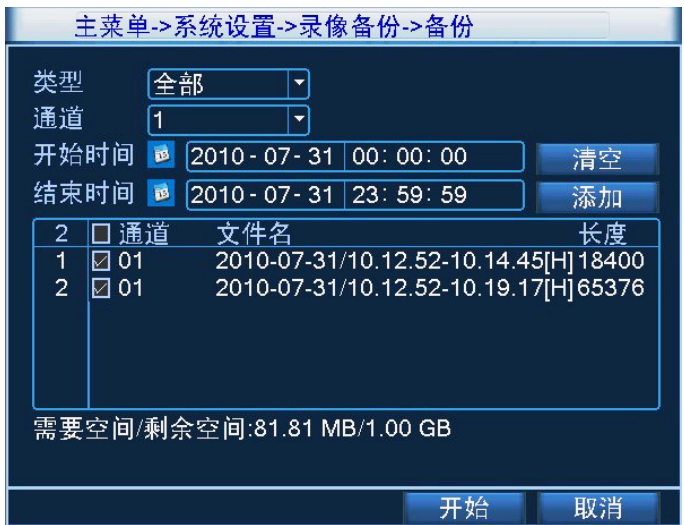 主菜单->系统设置->录像备份->备份
类型 全部
通道 1
开始时间 2010 - 07 - 31 00: 00: 00 清空
结束时间 2010 - 07 - 31 23: 59: 59 添加
2 通道 文件名 长度
1 01 2010-07-31/10.12.52-10.14.45[H] 18400
2 01 2010-07-31/10.12.52-10.19.17[H] 65376
需要空间/剩余空间:81.81 MB/1.00 GB
开始 取消